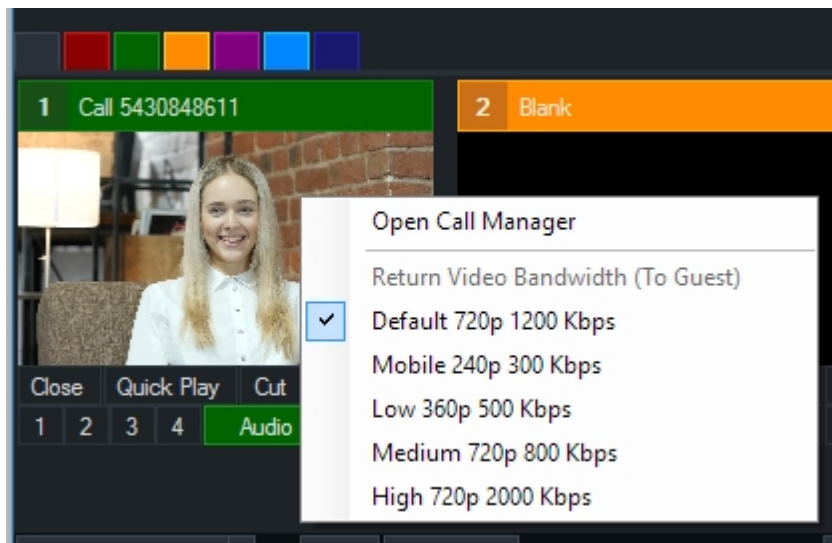 1 Call 5430848611
2 Blank
Open Call Manager
Return Video Bandwidth (To Guest)
Default 720p 1200 Kbps
Mobile 240p 300 Kbps
Low 360p 500 Kbps
Medium 720p 800 Kbps
High 720p 2000 Kbps
Close Quick Play Cut
1 2 3 4 Audio